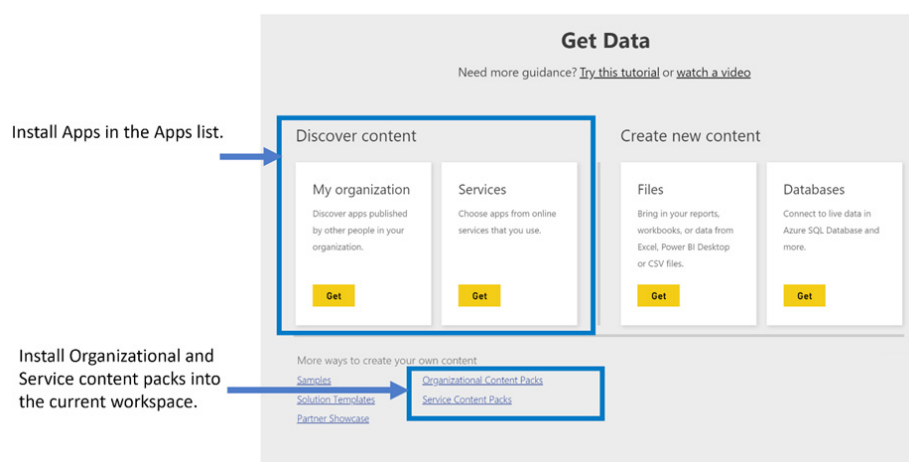 Get Data
Need more guidance? Try this tutorial or watch a video
Install Apps in the Apps list.
Discover content
My organization
Discover apps published
by other people in your
organization.
Get
Services
Choose apps from online
services that you use.
Get
Create new content
Files
Bring in your reports,
workbooks, or data from
Excel, Power BI Desktop
or CSV files.
Get
Databases
Connect to live data in
Azure SQL Database and
more.
Get
Install Organizational and
Service content packs into
the current workspace.
More ways to create your own content
Samples
Solution Templates
Partner Showcase
Organizational Content Packs
Service Content Packs